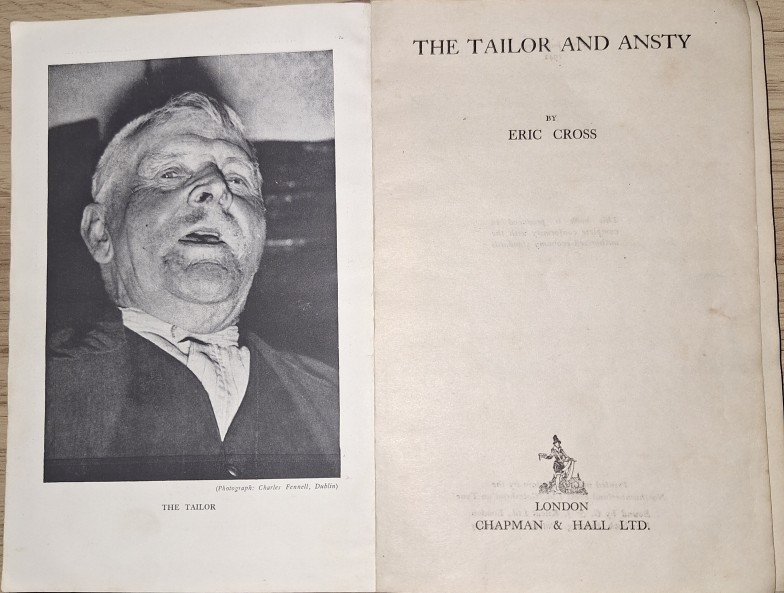 (Photograph: Charles Fennell, Dublin)
THE TAILOR
THE TAILOR AND ANSTY
BY
ERIC CROSS
LONDON
CHAPMAN & HALL LTD.